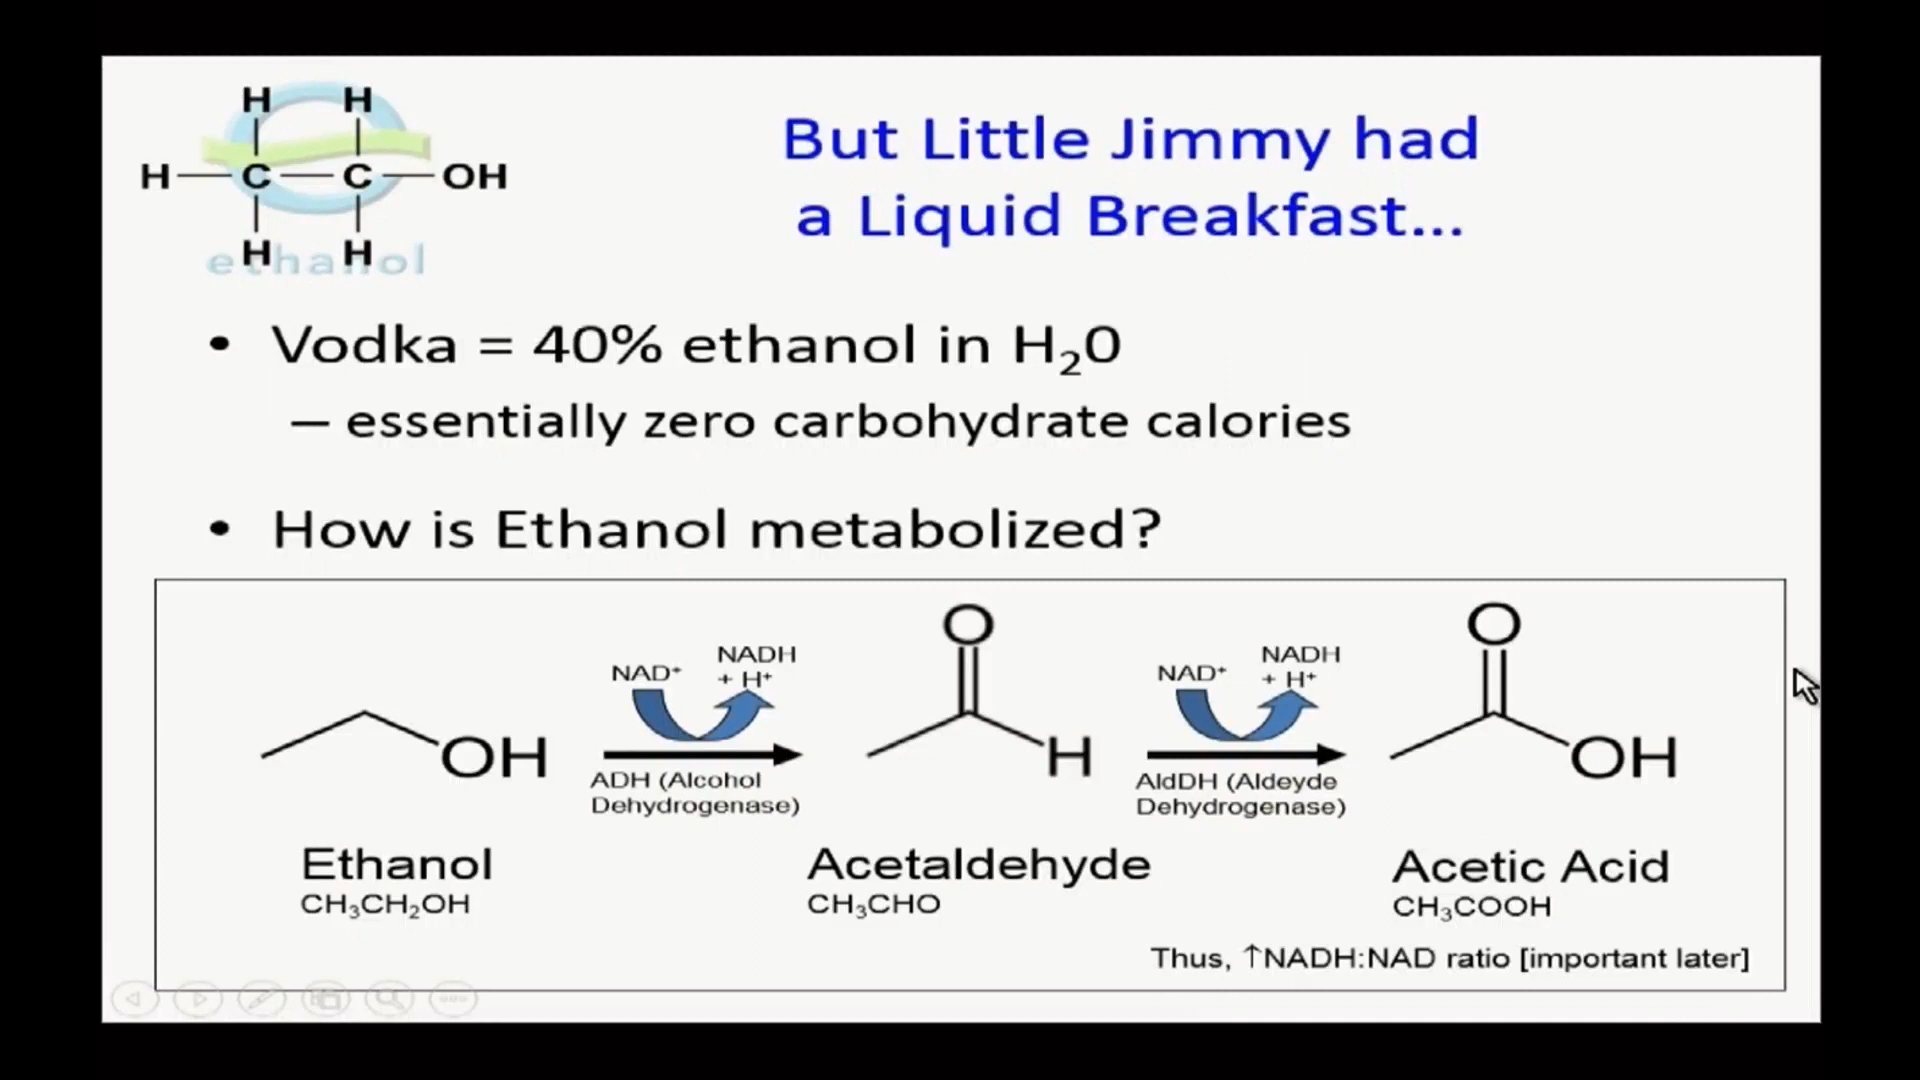 H H
H C C OH
H H
ethanol
But Little Jimmy had
a Liquid Breakfast...
• Vodka = 40% ethanol in H₂0
– essentially zero carbohydrate calories
• How is Ethanol metabolized?
NAD⁺ NADH + H⁺
OH
ADH (Alcohol
Dehydrogenase)
O
H
NAD⁺ NADH + H⁺
AldDH (Aldeyde
Dehydrogenase)
O
OH
Ethanol
CH₃CH₂OH
Acetaldehyde
CH₃CHO
Acetic Acid
CH₃COOH
Thus, ↑NADH:NAD ratio [important later]